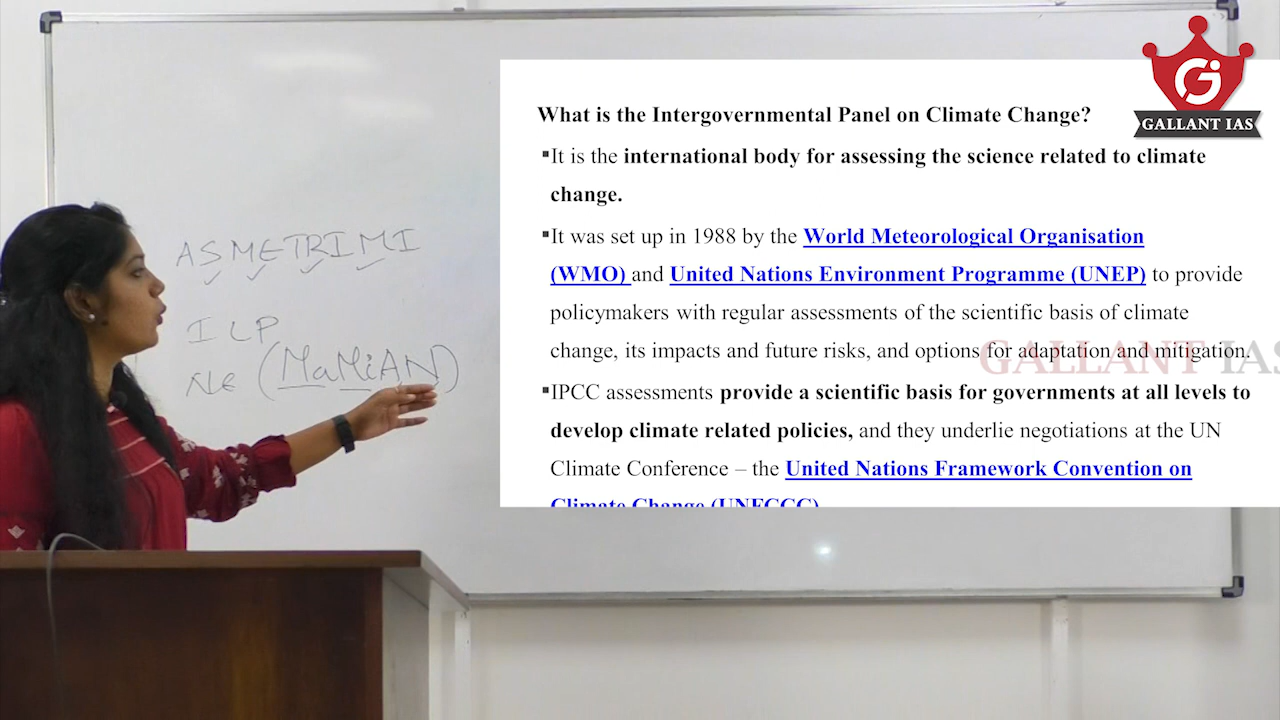 GALLANT IAS
What is the Intergovernmental Panel on Climate Change?
▪It is the international body for assessing the science related to climate
change.
▪It was set up in 1988 by the World Meteorological Organisation
(WMO) and United Nations Environment Programme (UNEP) to provide
policymakers with regular assessments of the scientific basis of climate
change, its impacts and future risks, and options for adaptation and mitigation.
GALLANT IAS
▪IPCC assessments provide a scientific basis for governments at all levels to
develop climate related policies, and they underlie negotiations at the UN
Climate Conference – the United Nations Framework Convention on
Climate Change (UNFCCC).
ASMETRIMI
ILP
NE (MaMiAN)